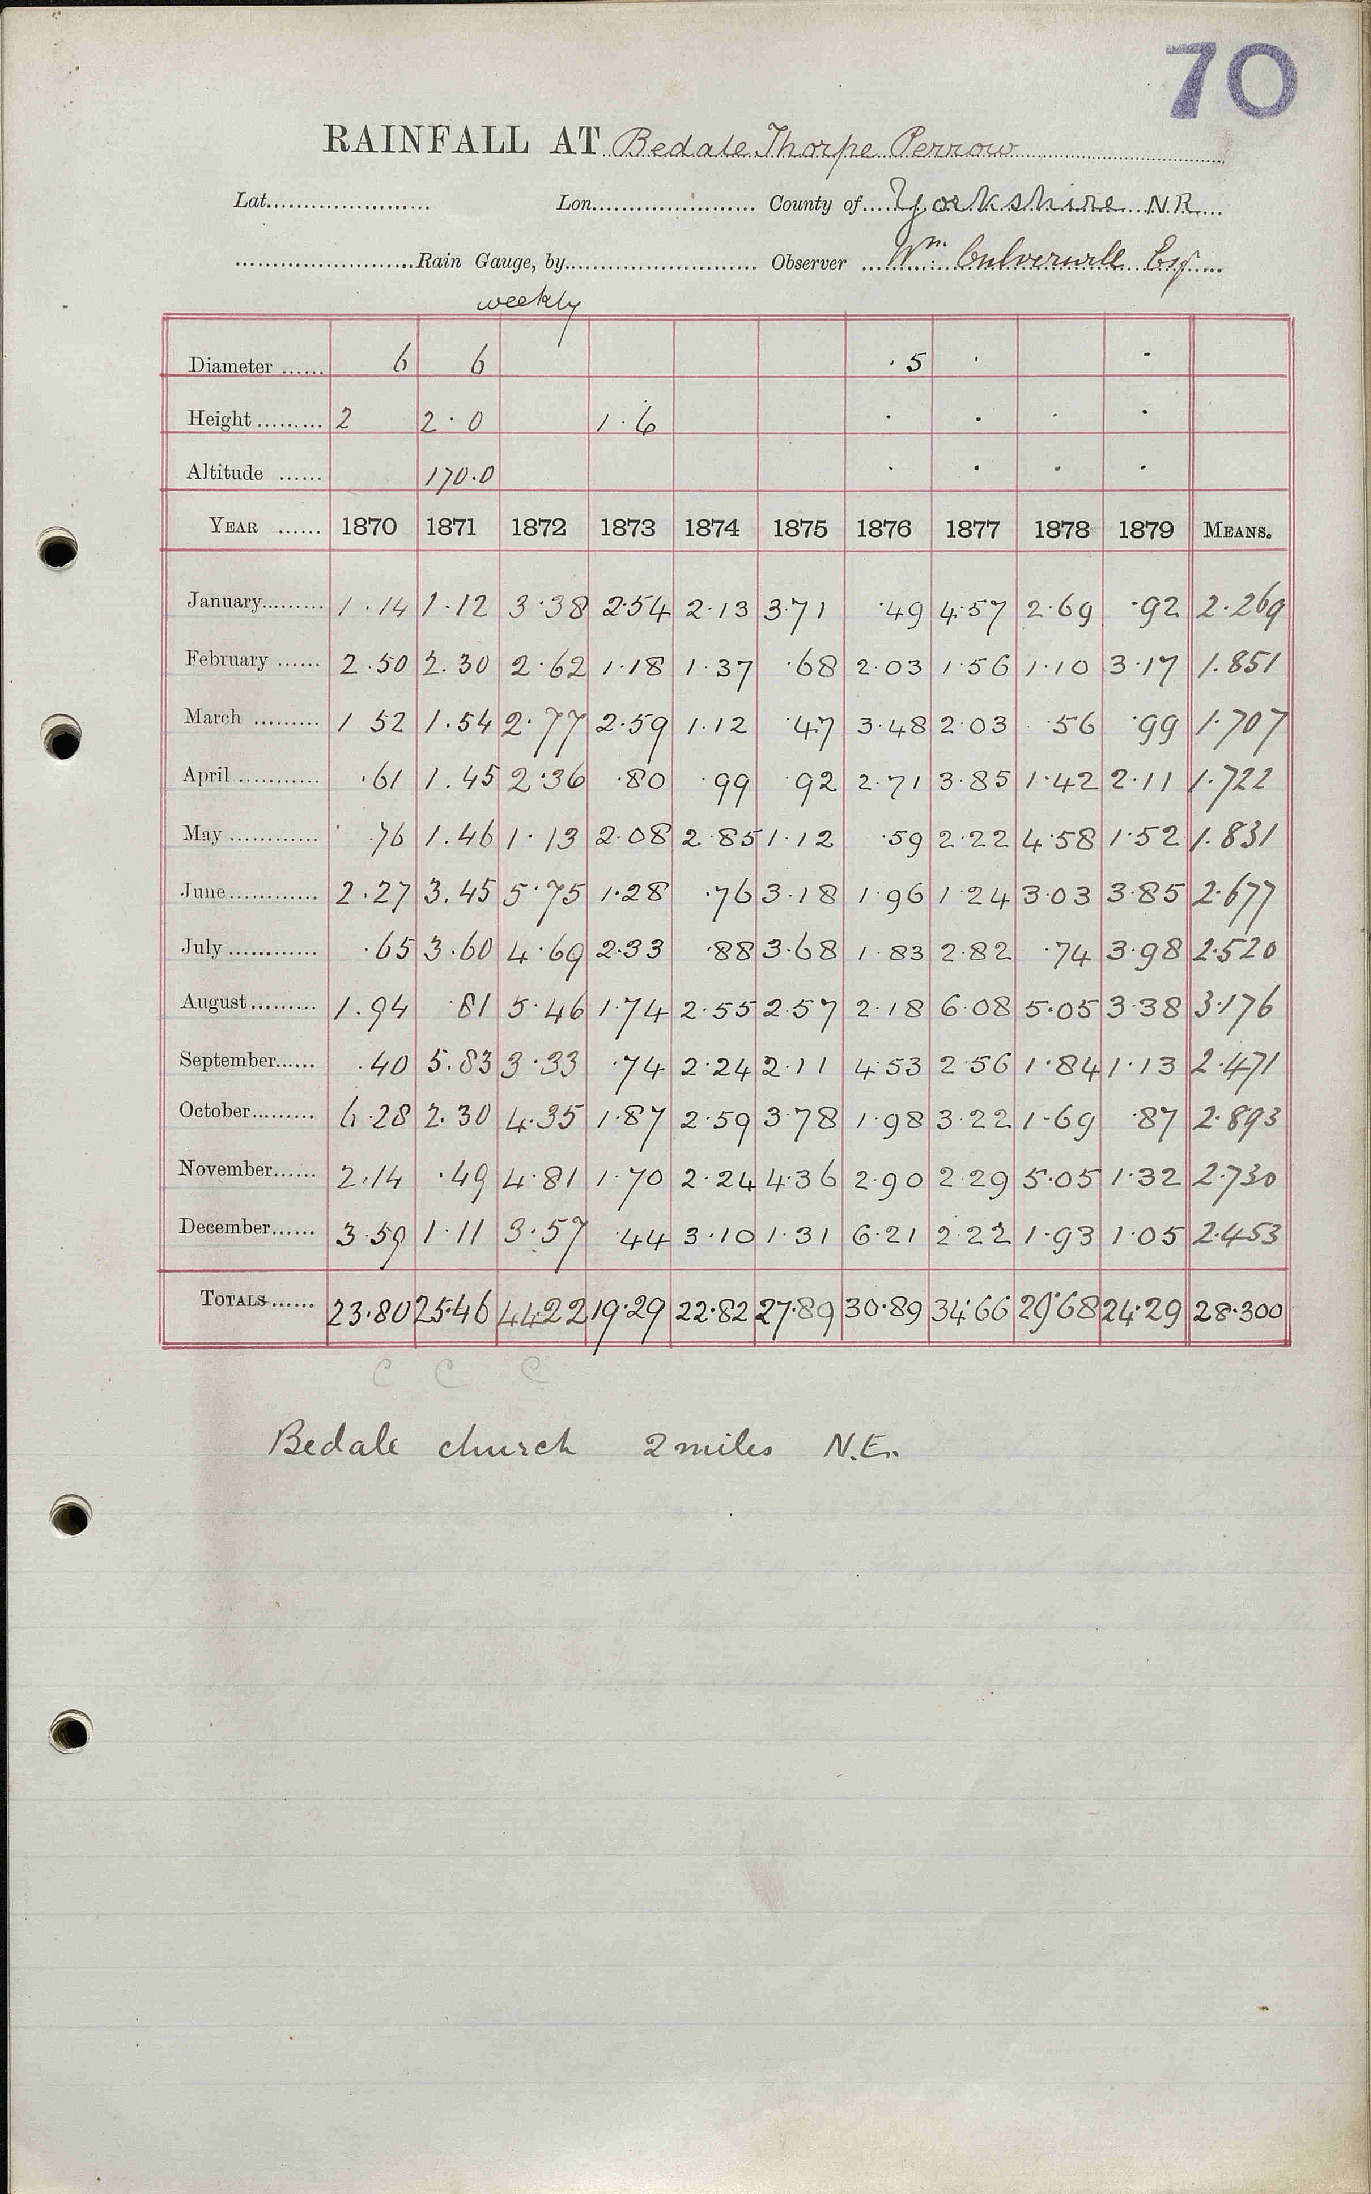 70
RAINFALL AT Bedale Thorpe Perrow
Lat. Lon. County of Yorkshire N R
Rain Gauge, by Observer Wm. Culverwell Esq
weekly
Diameter 6 6 · 5 · ·
Height 2 2 · 0 1 · 6 · · · ·
Altitude 170.0 · · · ·
YEAR 1870 1871 1872 1873 1874 1875 1876 1877 1878 1879 MEANS.
January 1.14 1.12 3.38 2.54 2.13 3.71 .49 4.57 2.69 .92 2.269
February 2.50 2.30 2.62 1.18 1.37 .68 2.03 1.56 1.10 3.17 1.851
March 1 52 1.54 2.77 2.59 1.12 .47 3.48 2.03 .56 .99 1.707
April .61 1.45 2.36 .80 .99 .92 2.71 3.85 1.42 2.11 1.722
May .76 1.46 1.13 2.08 2.85 1.12 .59 2.22 4.58 1.52 1.831
June 2.27 3.45 5.75 1.28 .76 3.18 1.96 1.24 3.03 3.85 2.677
July .65 3.60 4.69 2.33 .88 3.68 1.83 2.82 .74 3.98 2.520
August 1.94 .81 5.46 1.74 2.55 2.57 2.18 6.08 5.05 3.38 3.176
September .40 5.83 3.33 .74 2.24 2.11 4.53 2.56 1.84 1.13 2.471
October 6.28 2.30 4.35 1.87 2.59 3.78 1.98 3.22 1.69 .87 2.893
November 2.14 .49 4.81 1.70 2.24 4.36 2.90 2.29 5.05 1.32 2.730
December 3.59 1.11 3.57 .44 3.10 1.31 6.21 2.22 1.93 1.05 2.453
TOTALS 23.80 25.46 44.22 19.29 22.82 27.89 30.89 34.66 29.68 24.29 28.300
C C C
Bedale church 2 miles N.E.